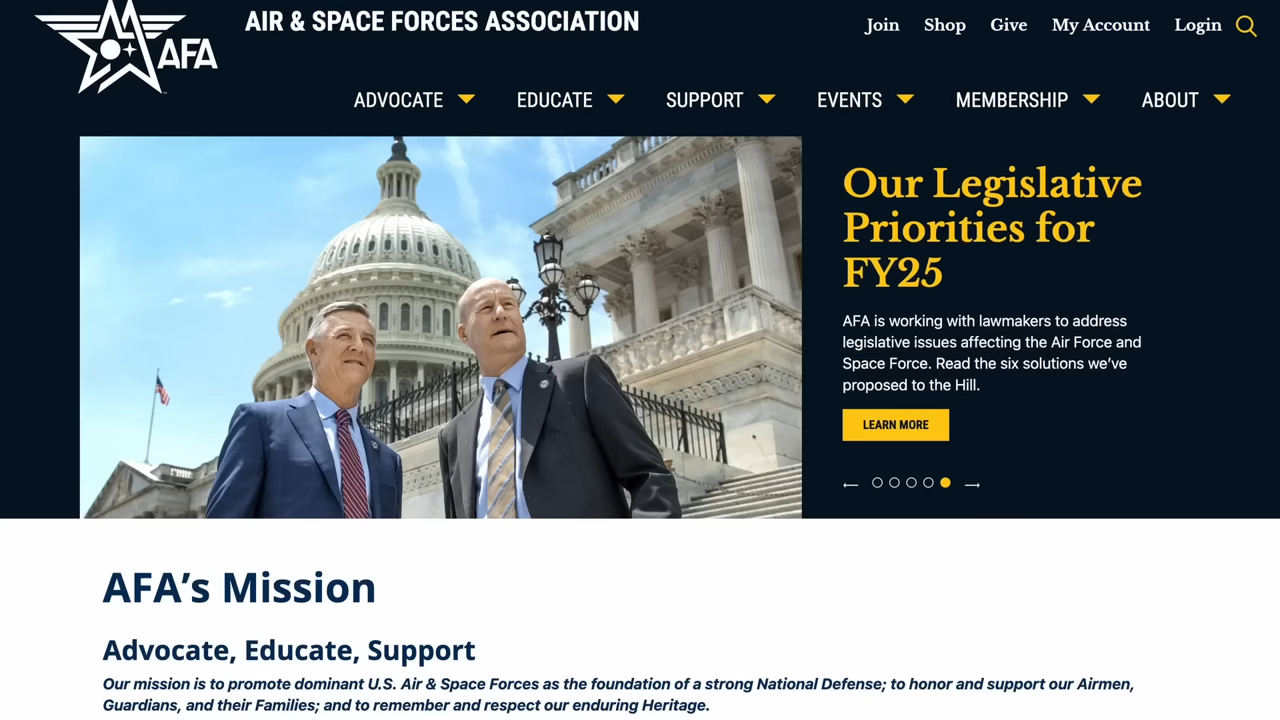 AFA
AIR & SPACE FORCES ASSOCIATION
Join Shop Give My Account Login
ADVOCATE EDUCATE SUPPORT EVENTS MEMBERSHIP ABOUT
Our Legislative
Priorities for
FY25
AFA is working with lawmakers to address
legislative issues affecting the Air Force and
Space Force. Read the six solutions we’ve
proposed to the Hill.
LEARN MORE
AFA’s Mission
Advocate, Educate, Support
Our mission is to promote dominant U.S. Air & Space Forces as the foundation of a strong National Defense; to honor and support our Airmen,
Guardians, and their Families; and to remember and respect our enduring Heritage.